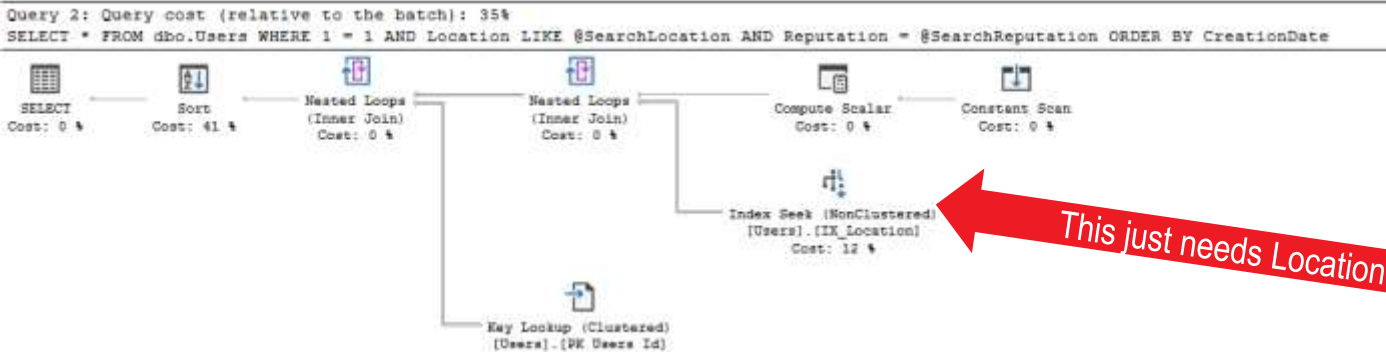 Query 2: Query cost (relative to the batch): 35%
SELECT * FROM dbo.Users WHERE 1 = 1 AND Location LIKE @SearchLocation AND Reputation = @SearchReputation ORDER BY CreationDate
SELECT
Cost: 0 %
Sort
Cost: 41 %
Nested Loops
(Inner Join)
Cost: 0 %
Nested Loops
(Inner Join)
Cost: 0 %
Compute Scalar
Cost: 0 %
Constant Scan
Cost: 0 %
Index Seek (NonClustered)
[Users].[IX_Location]
Cost: 12 %
This just needs Location
Key Lookup (Clustered)
[Users].[PK_Users_Id]